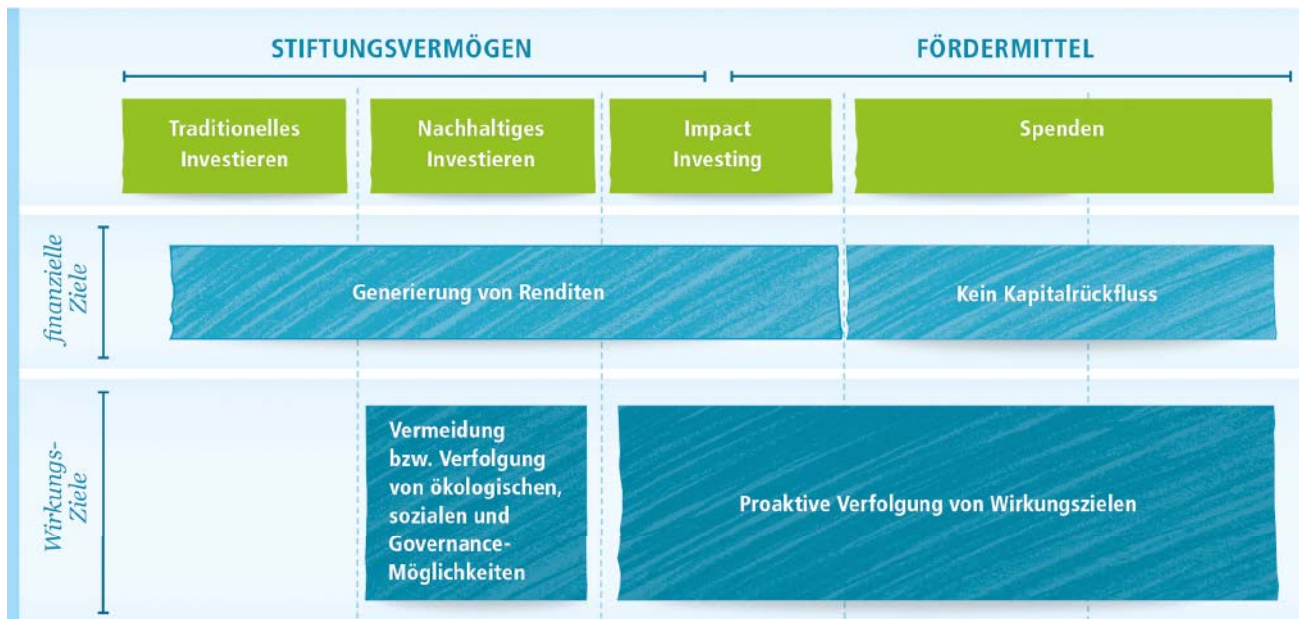 STIFTUNGSVERMÖGEN
FÖRDERMITTEL
Traditionelles
Investieren
Nachhaltiges
Investieren
Impact
Investing
Spenden
finanzielle
Ziele
Generierung von Renditen
Kein Kapitalrückfluss
Wirkungs-
Ziele
Vermeidung
bzw. Verfolgung
von ökologischen,
sozialen und
Governance-
Möglichkeiten
Proaktive Verfolgung von Wirkungszielen